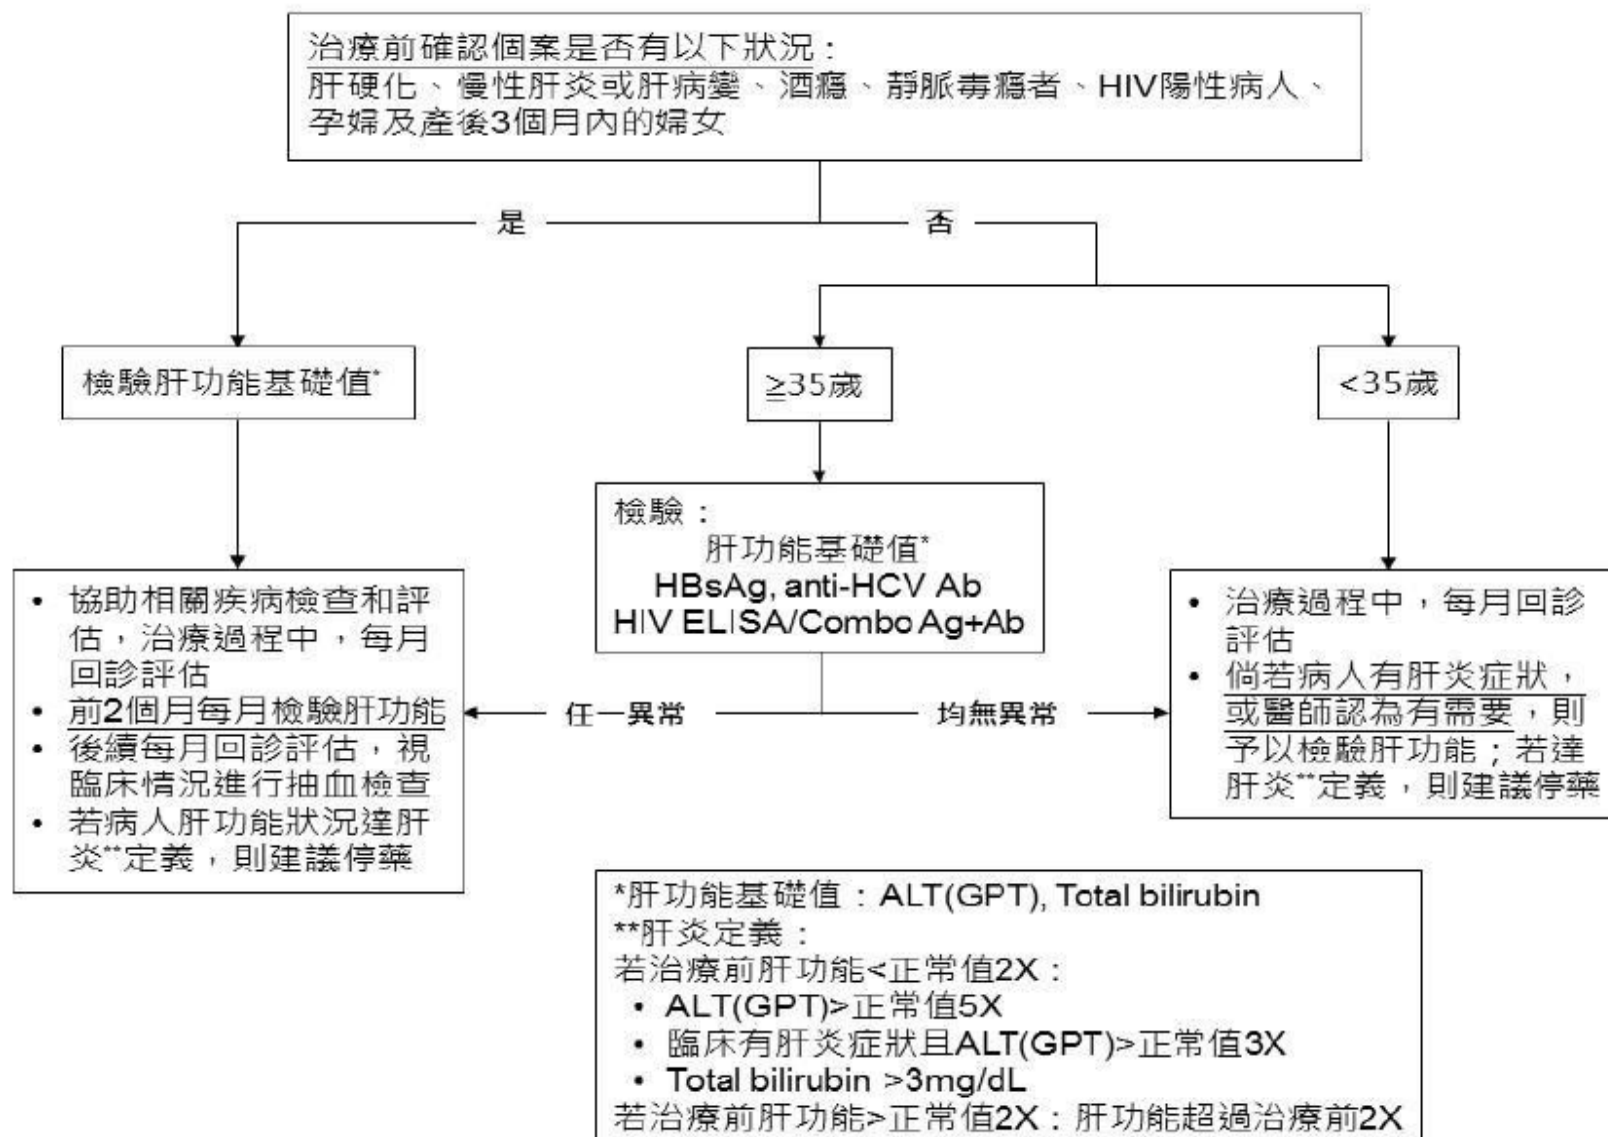 治療前確認個案是否有以下狀況：
肝硬化、慢性肝炎或肝病變、酒癮、靜脈毒癮者、HIV陽性病人、
孕婦及產後3個月內的婦女
是
否
檢驗肝功能基礎值*
≧35歲
<35歲
檢驗：
肝功能基礎值*
HBsAg, anti-HCV Ab
HIV ELISA/Combo Ag+Ab
• 協助相關疾病檢查和評
估，治療過程中，每月
回診評估
• 前2個月每月檢驗肝功能
• 後續每月回診評估，視
臨床情況進行抽血檢查
• 若病人肝功能狀況達肝
炎**定義，則建議停藥
任一異常
均無異常
• 治療過程中，每月回診
評估
• 倘若病人有肝炎症狀，
或醫師認為有需要，則
予以檢驗肝功能；若達
肝炎**定義，則建議停藥
*肝功能基礎值：ALT(GPT), Total bilirubin
**肝炎定義：
若治療前肝功能<正常值2X：
• ALT(GPT)>正常值5X
• 臨床有肝炎症狀且ALT(GPT)>正常值3X
• Total bilirubin >3mg/dL
若治療前肝功能>正常值2X：肝功能超過治療前2X